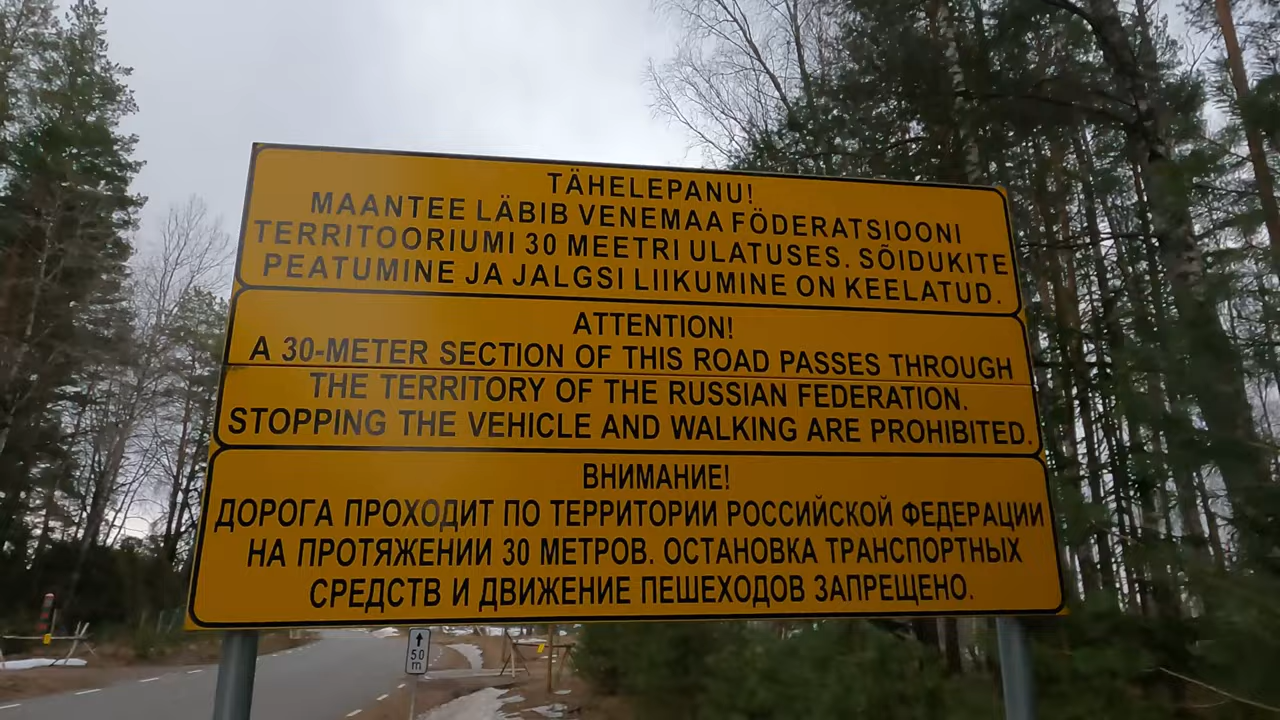 TÄHELEPANU!
MAANTEE LÄBIB VENEMAA FÖDERATSIOONI
TERRITOORIUMI 30 MEETRI ULATUSES. SÕIDUKITE
PEATUMINE JA JALGSI LIIKUMINE ON KEELATUD.
ATTENTION!
A 30-METER SECTION OF THIS ROAD PASSES THROUGH
THE TERRITORY OF THE RUSSIAN FEDERATION.
STOPPING THE VEHICLE AND WALKING ARE PROHIBITED.
ВНИМАНИЕ!
ДОРОГА ПРОХОДИТ ПО ТЕРРИТОРИИ РОССИЙСКОЙ ФЕДЕРАЦИИ
НА ПРОТЯЖЕНИИ 30 МЕТРОВ. ОСТАНОВКА ТРАНСПОРТНЫХ
СРЕДСТВ И ДВИЖЕНИЕ ПЕШЕХОДОВ ЗАПРЕЩЕНО.
50
m